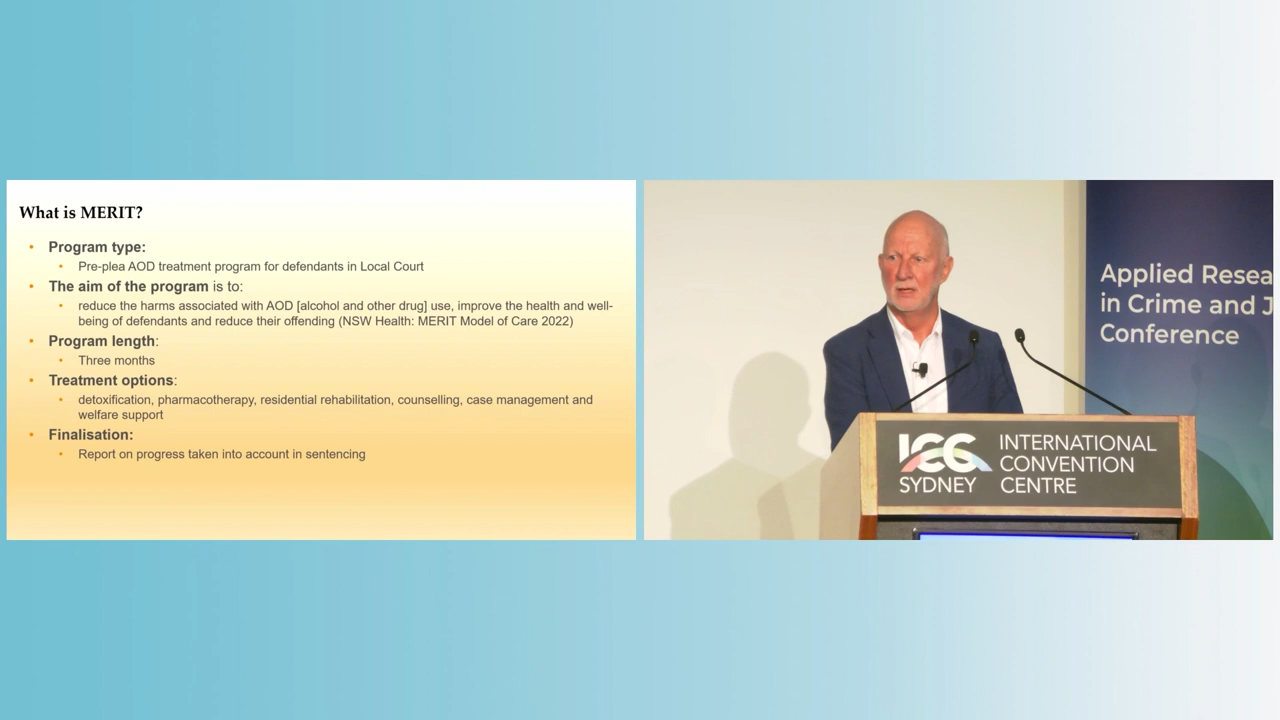 What is MERIT?
• Program type:
• Pre-plea AOD treatment program for defendants in Local Court
• The aim of the program is to:
• reduce the harms associated with AOD [alcohol and other drug] use, improve the health and well-
being of defendants and reduce their offending (NSW Health: MERIT Model of Care 2022)
• Program length:
• Three months
• Treatment options:
• detoxification, pharmacotherapy, residential rehabilitation, counselling, case management and
welfare support
• Finalisation:
• Report on progress taken into account in sentencing
Applied Resea
in Crime and J
Conference
ICC
SYDNEY
INTERNATIONAL
CONVENTION
CENTRE